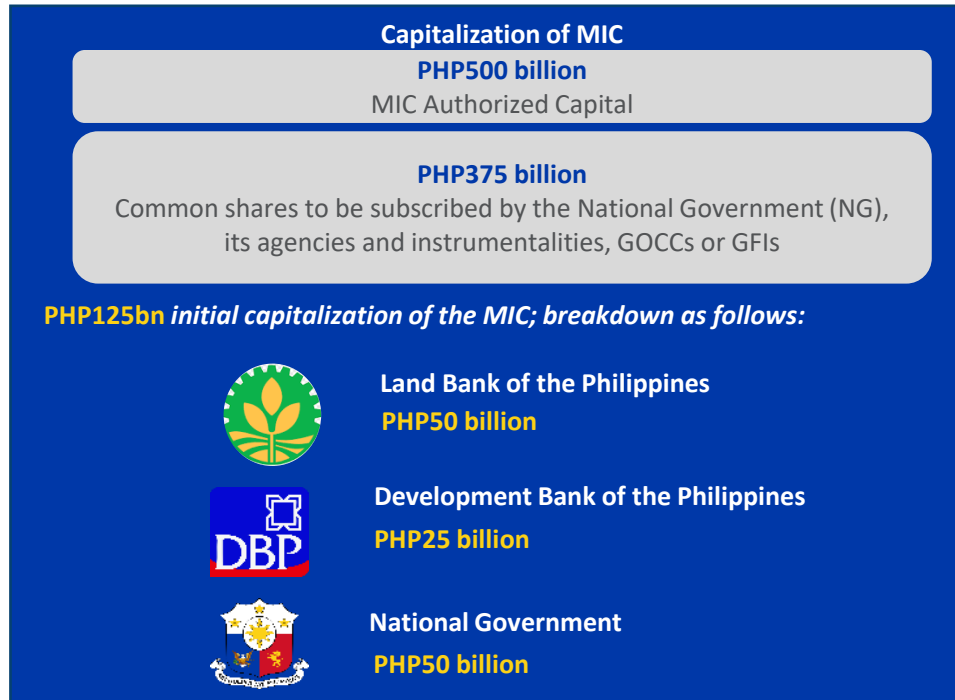 Capitalization of MIC
PHP500 billion
MIC Authorized Capital
PHP375 billion
Common shares to be subscribed by the National Government (NG),
its agencies and instrumentalities, GOCCs or GFIs
PHP125bn initial capitalization of the MIC; breakdown as follows:
Land Bank of the Philippines
PHP50 billion
DBP
Development Bank of the Philippines
PHP25 billion
National Government
PHP50 billion